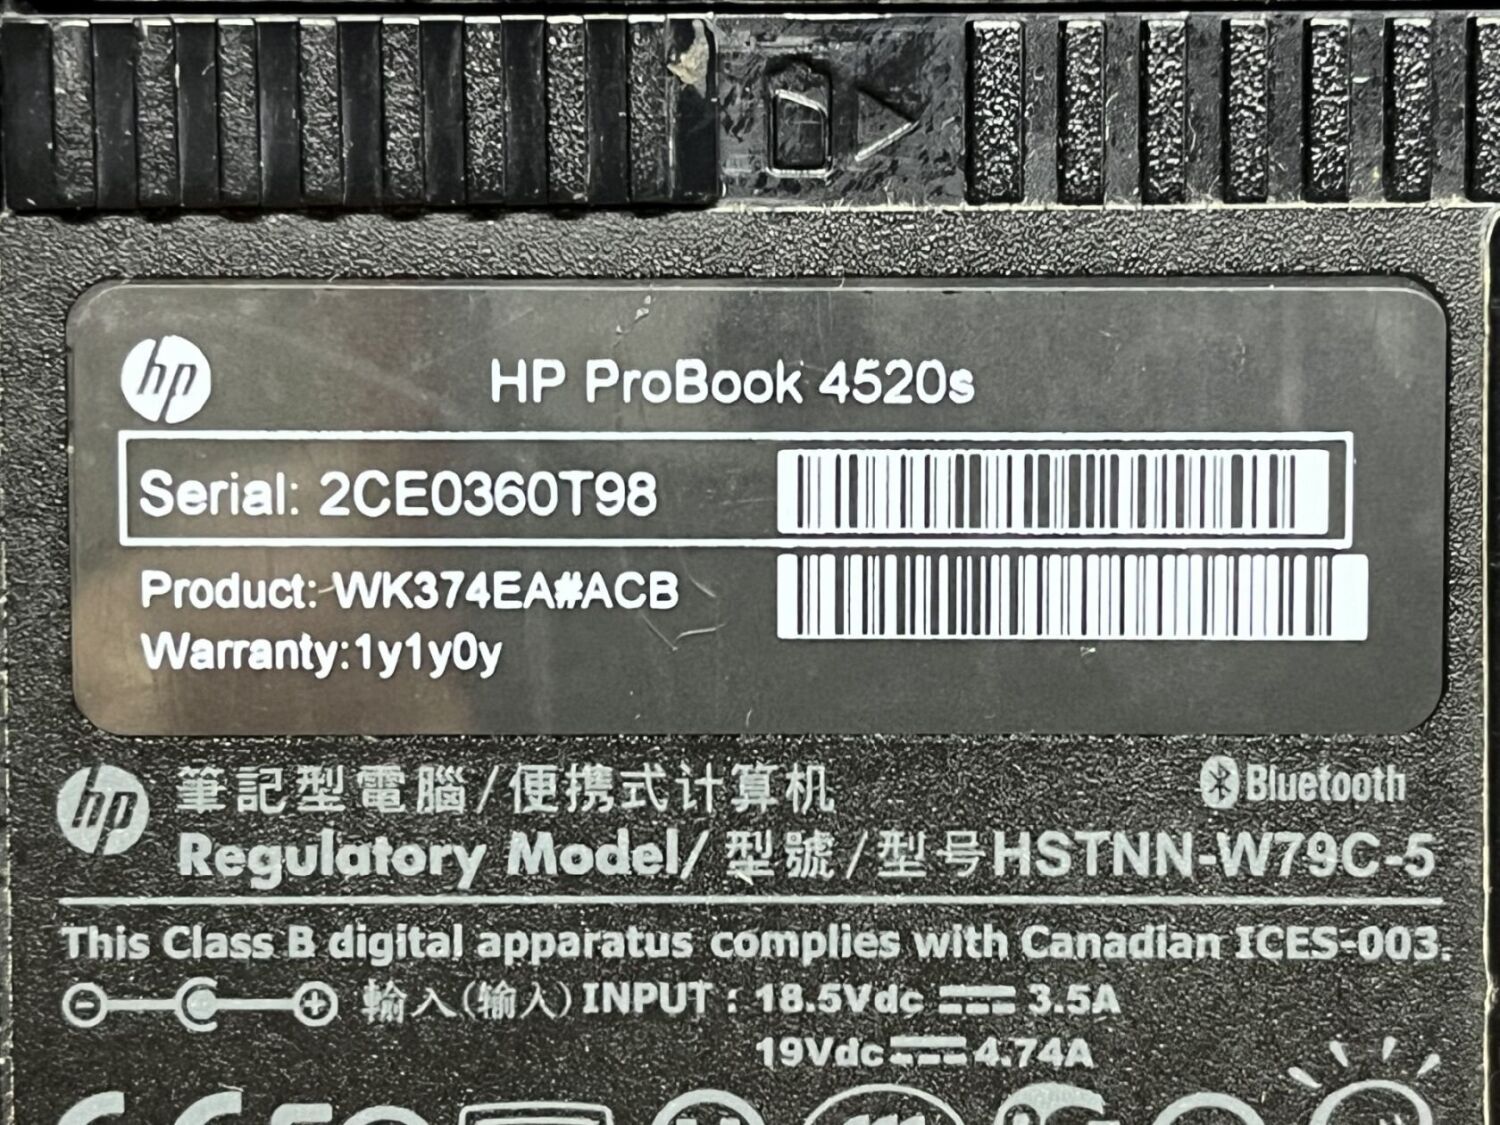 hp
HP ProBook 4520s
Serial: 2CE0360T98
Product: WK374EA#ACB
Warranty:1y1y0y
hp 筆記型電腦/便携式计算机
Bluetooth
Regulatory Model/型號/型号HSTNN-W79C-5
This Class B digital apparatus complies with Canadian ICES-003.
輸入(输入) INPUT : 18.5Vdc ⎓ 3.5A
19Vdc ⎓ 4.74A